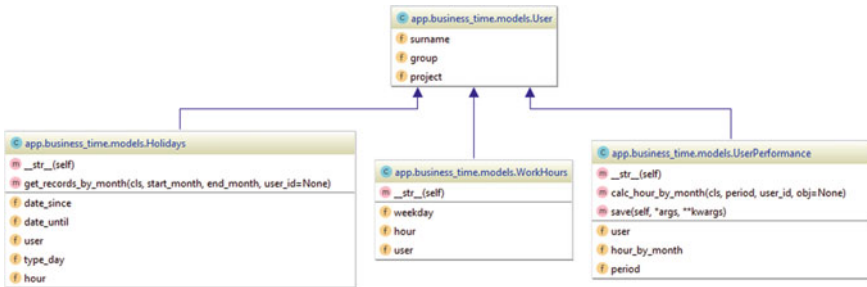 app.business_time.models.User
surname
group
project
app.business_time.models.Holidays
__str__(self)
get_records_by_month(cls, start_month, end_month, user_id=None)
date_since
date_until
user
type_day
hour
app.business_time.models.WorkHours
__str__(self)
weekday
hour
user
app.business_time.models.UserPerformance
__str__(self)
calc_hour_by_month(cls, period, user_id, obj=None)
save(self, *args, **kwargs)
user
hour_by_month
period